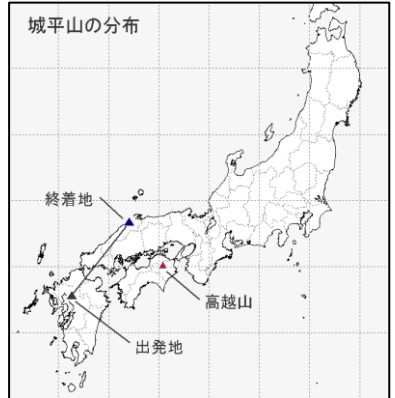 城平山の分布
終着地
高越山
出発地